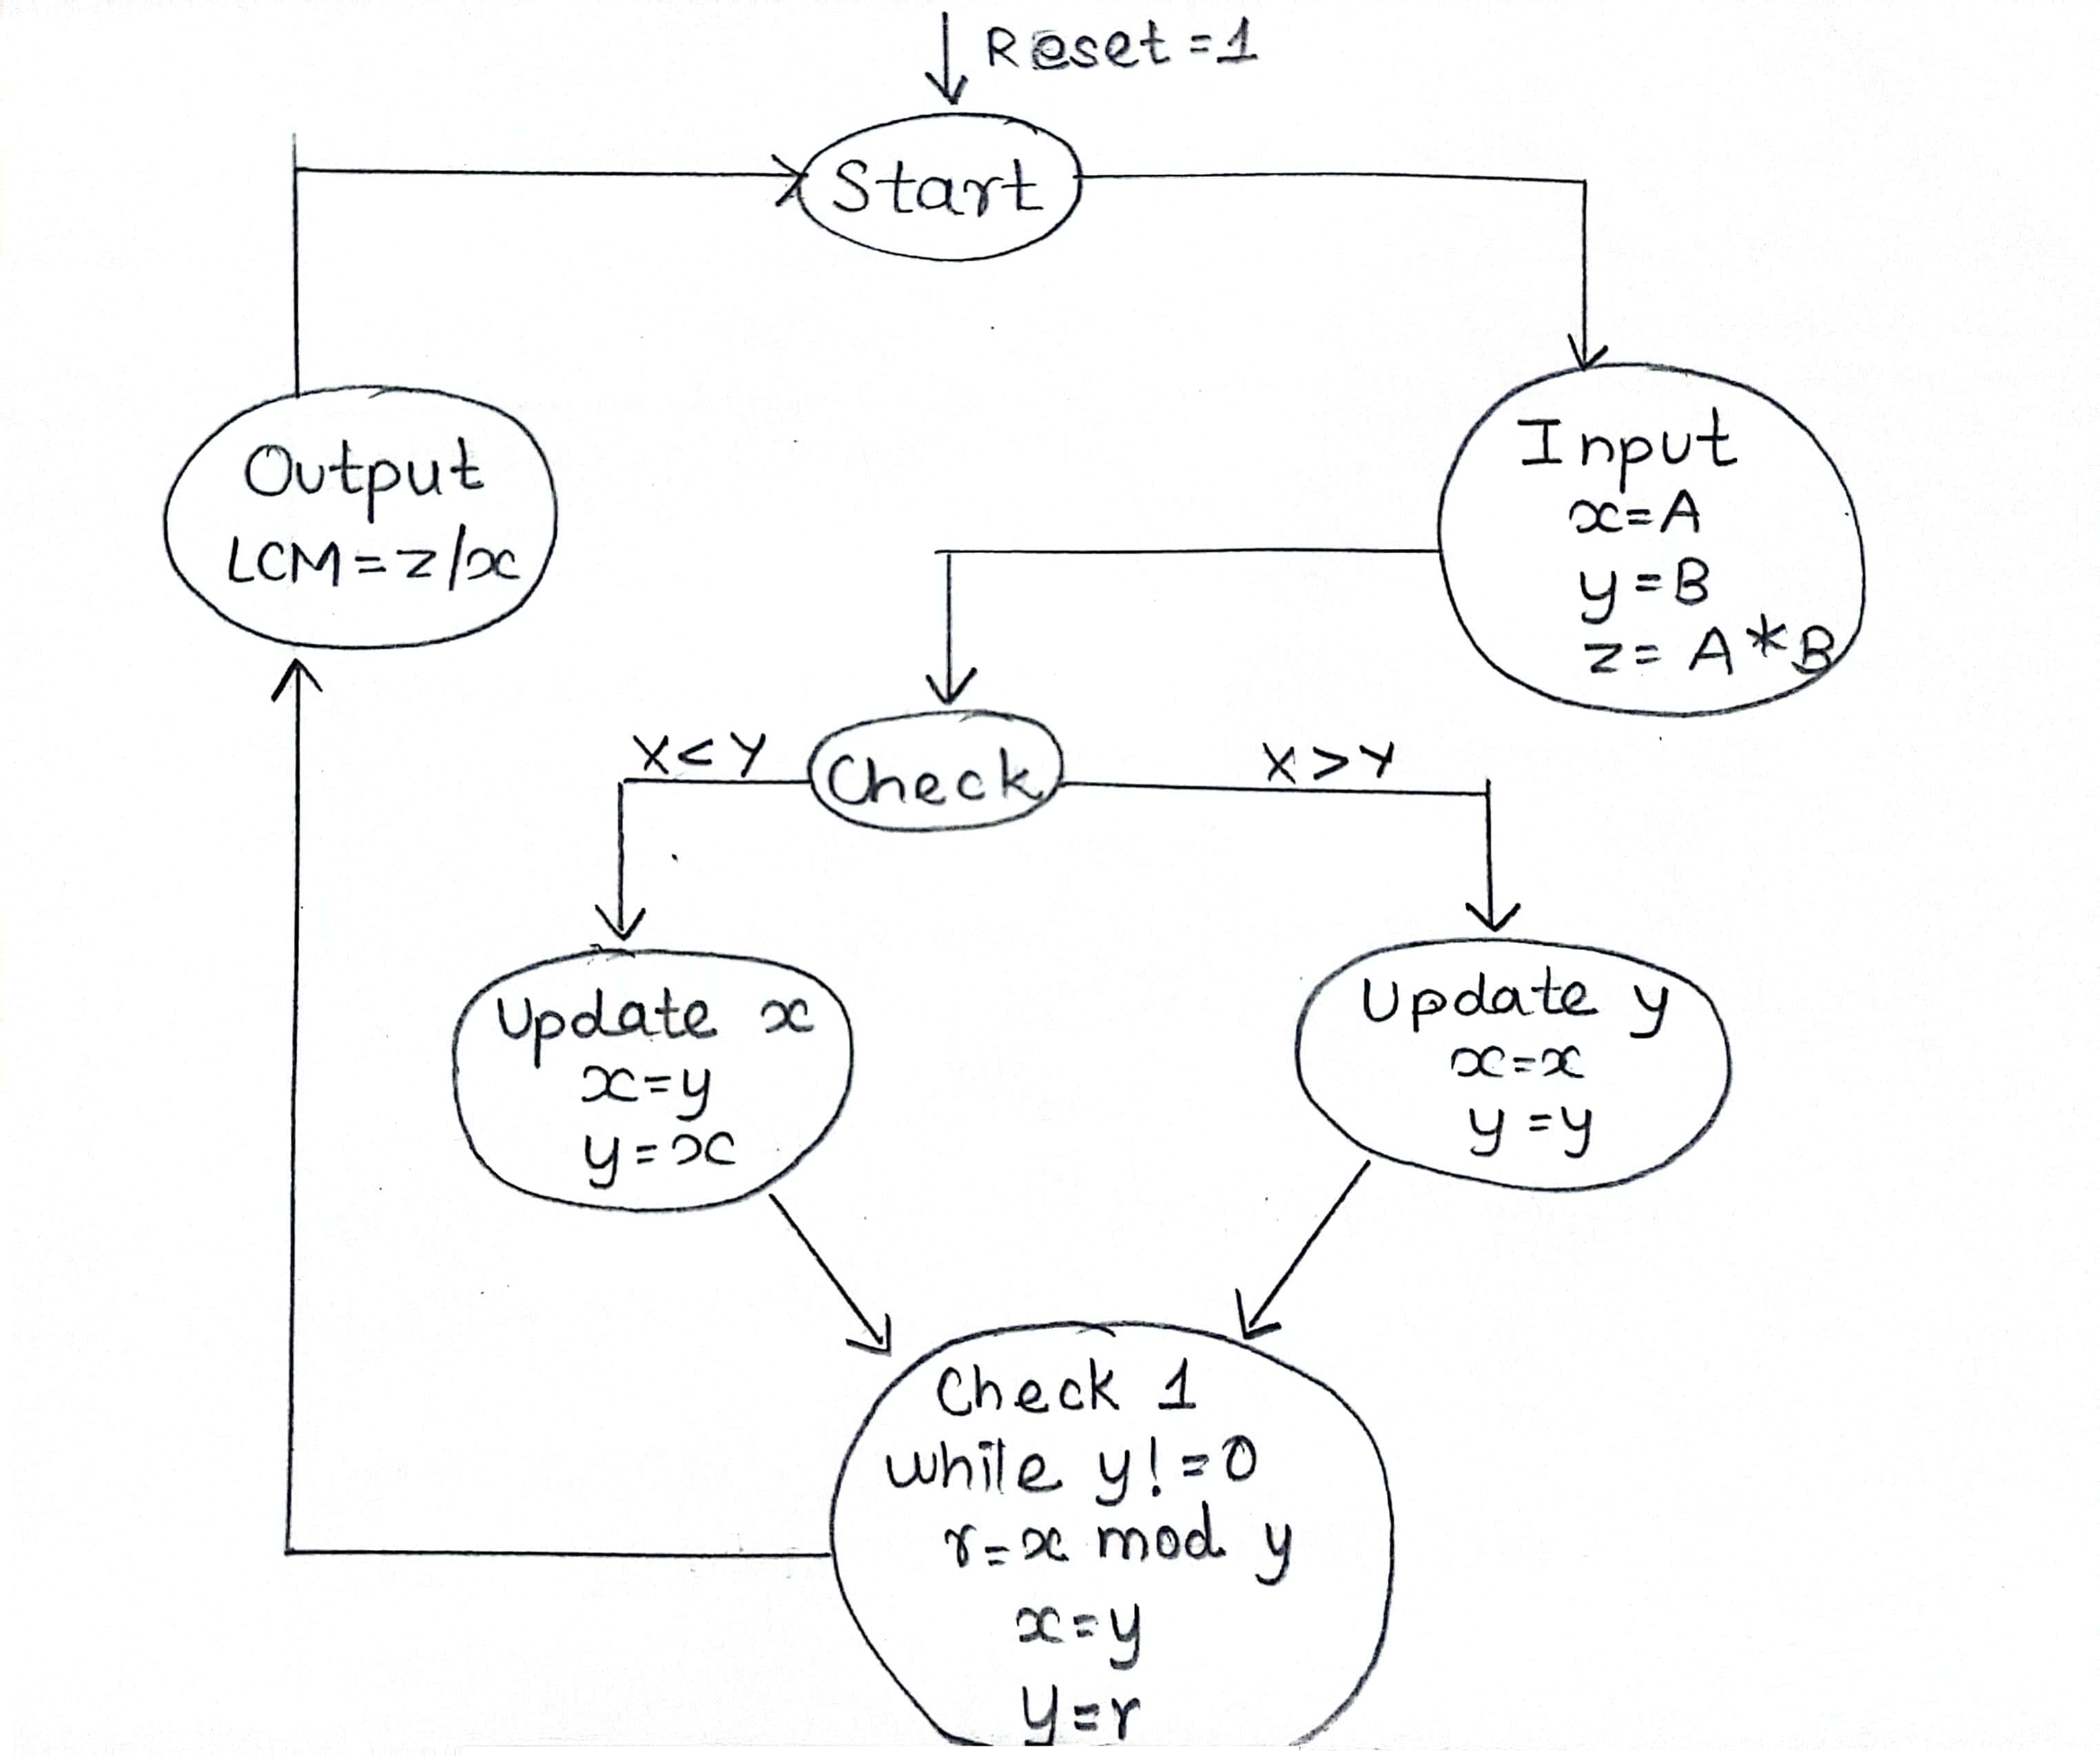 Reset=1
Start
Output
LCM=z/x
Input
x=A
y=B
z=A*B
X<Y
Check
X>Y
Update x
x=y
y=x
Update y
x=x
y=y
Check 1
while y!=0
r=x mod y
x=y
y=r